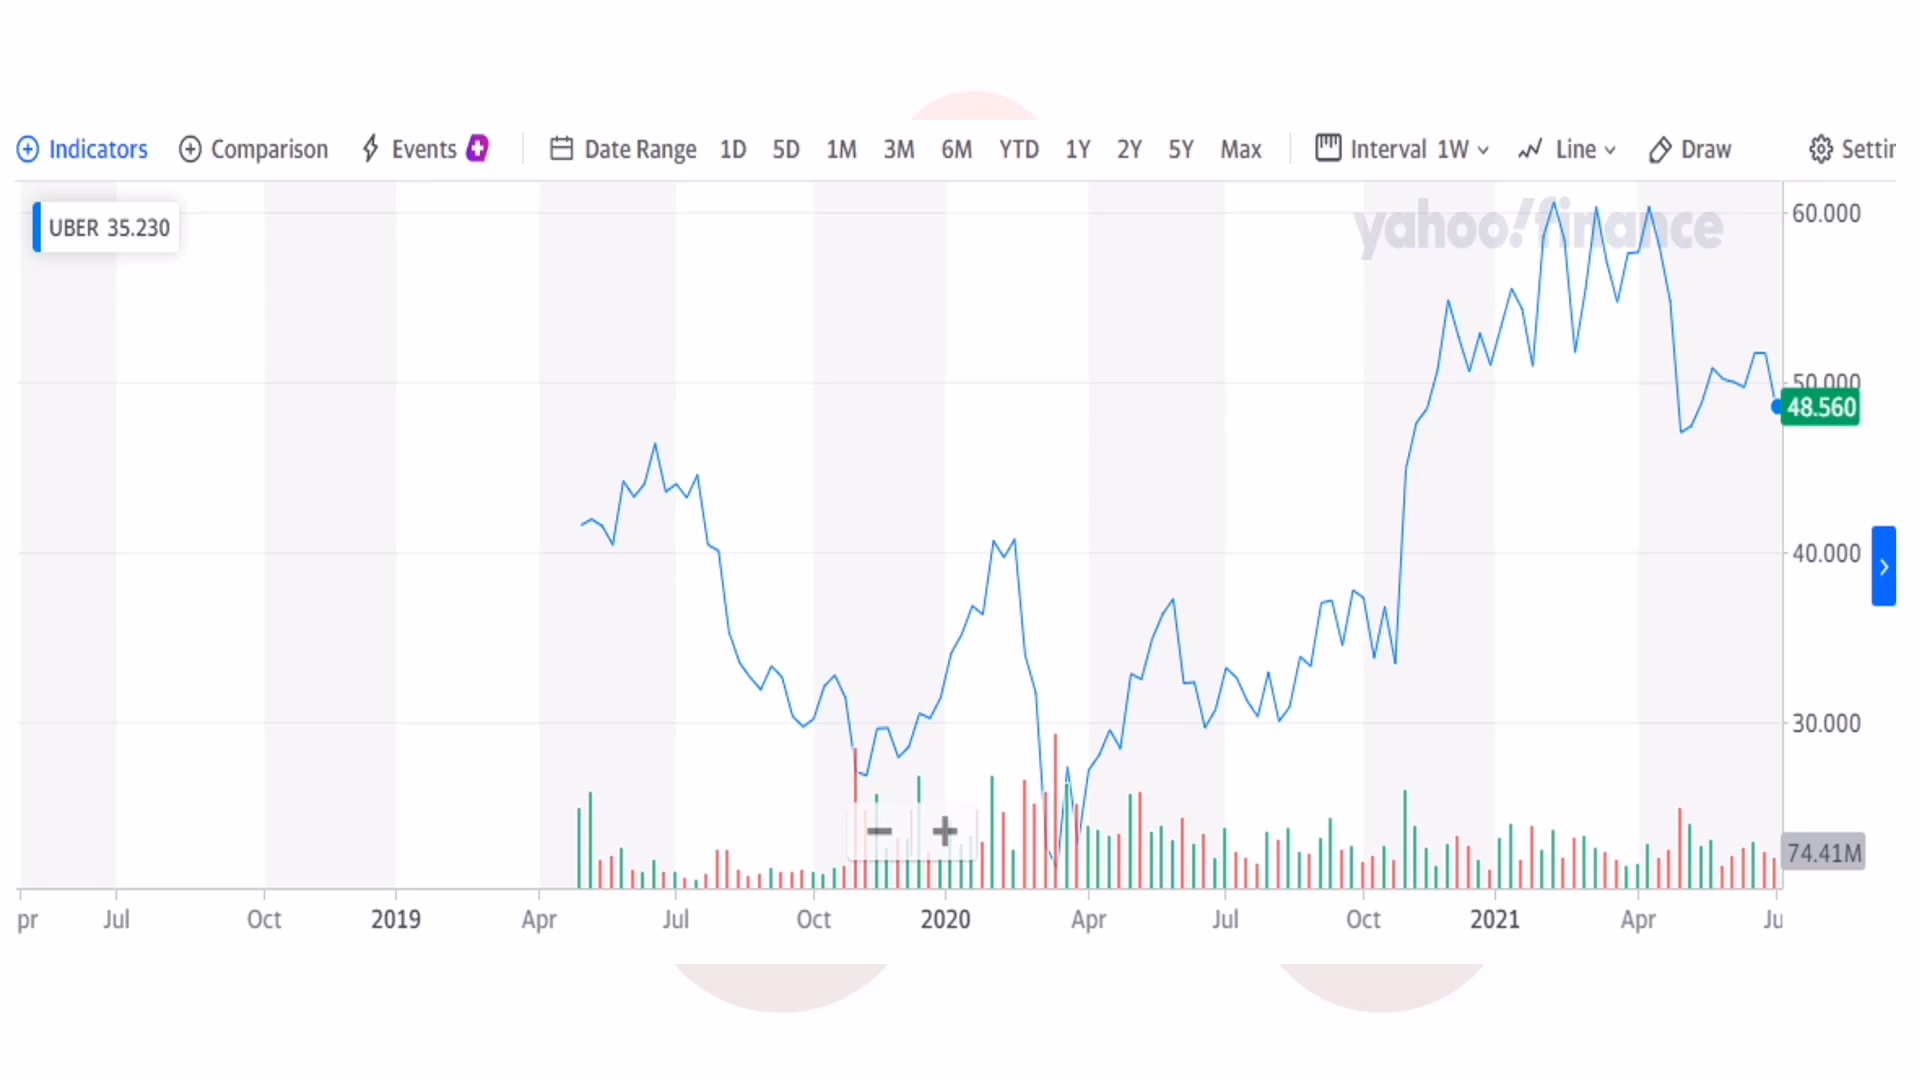 Indicators Comparison Events Date Range 1D 5D 1M 3M 6M YTD 1Y 2Y 5Y Max Interval 1W Line Draw Settin
UBER 35.230
yahoo!finance
60.000
50.000
48.560
40.000
30.000
74.41M
pr Jul Oct 2019 Apr Jul Oct 2020 Apr Jul Oct 2021 Apr Ju